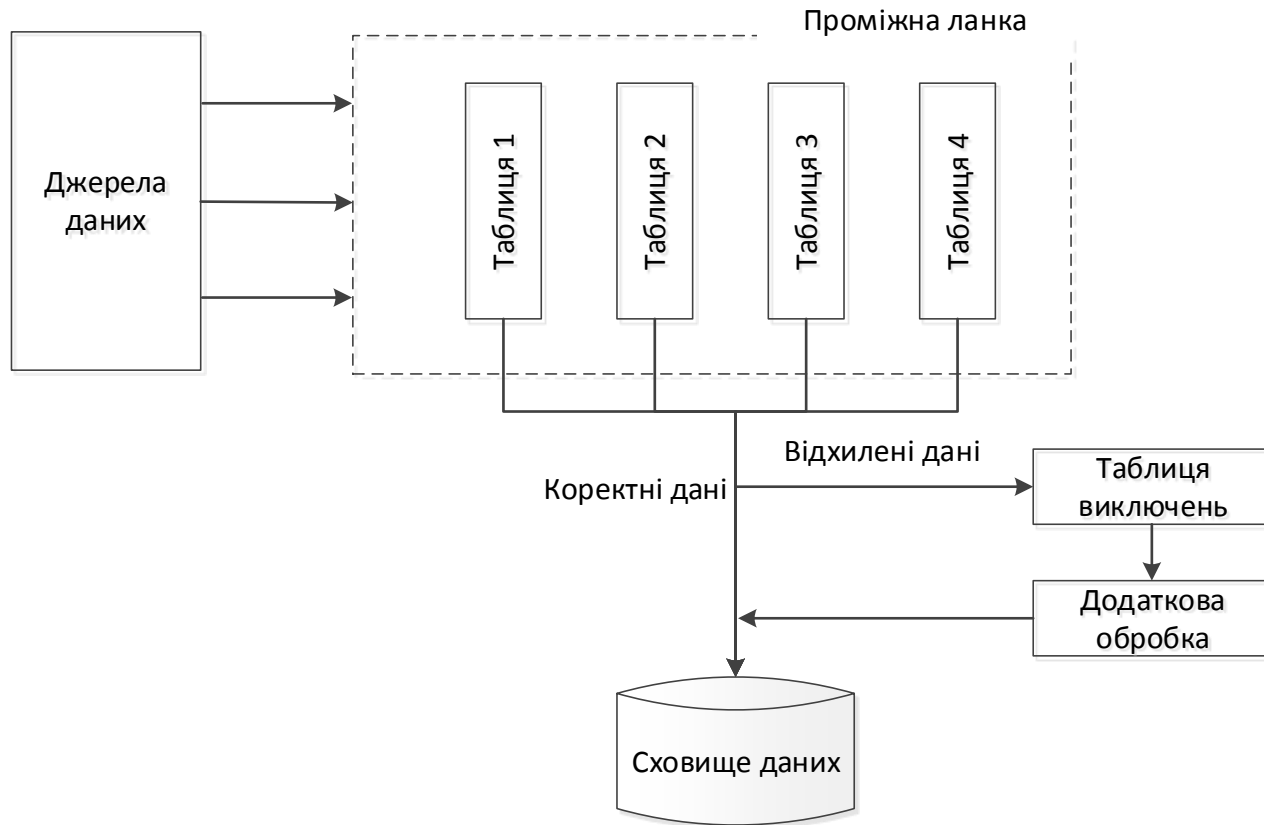 Проміжна ланка
Джерела
даних
Таблиця 1
Таблиця 2
Таблиця 3
Таблиця 4
Відхилені дані
Коректні дані
Таблиця
виключень
Додаткова
обробка
Сховище даних